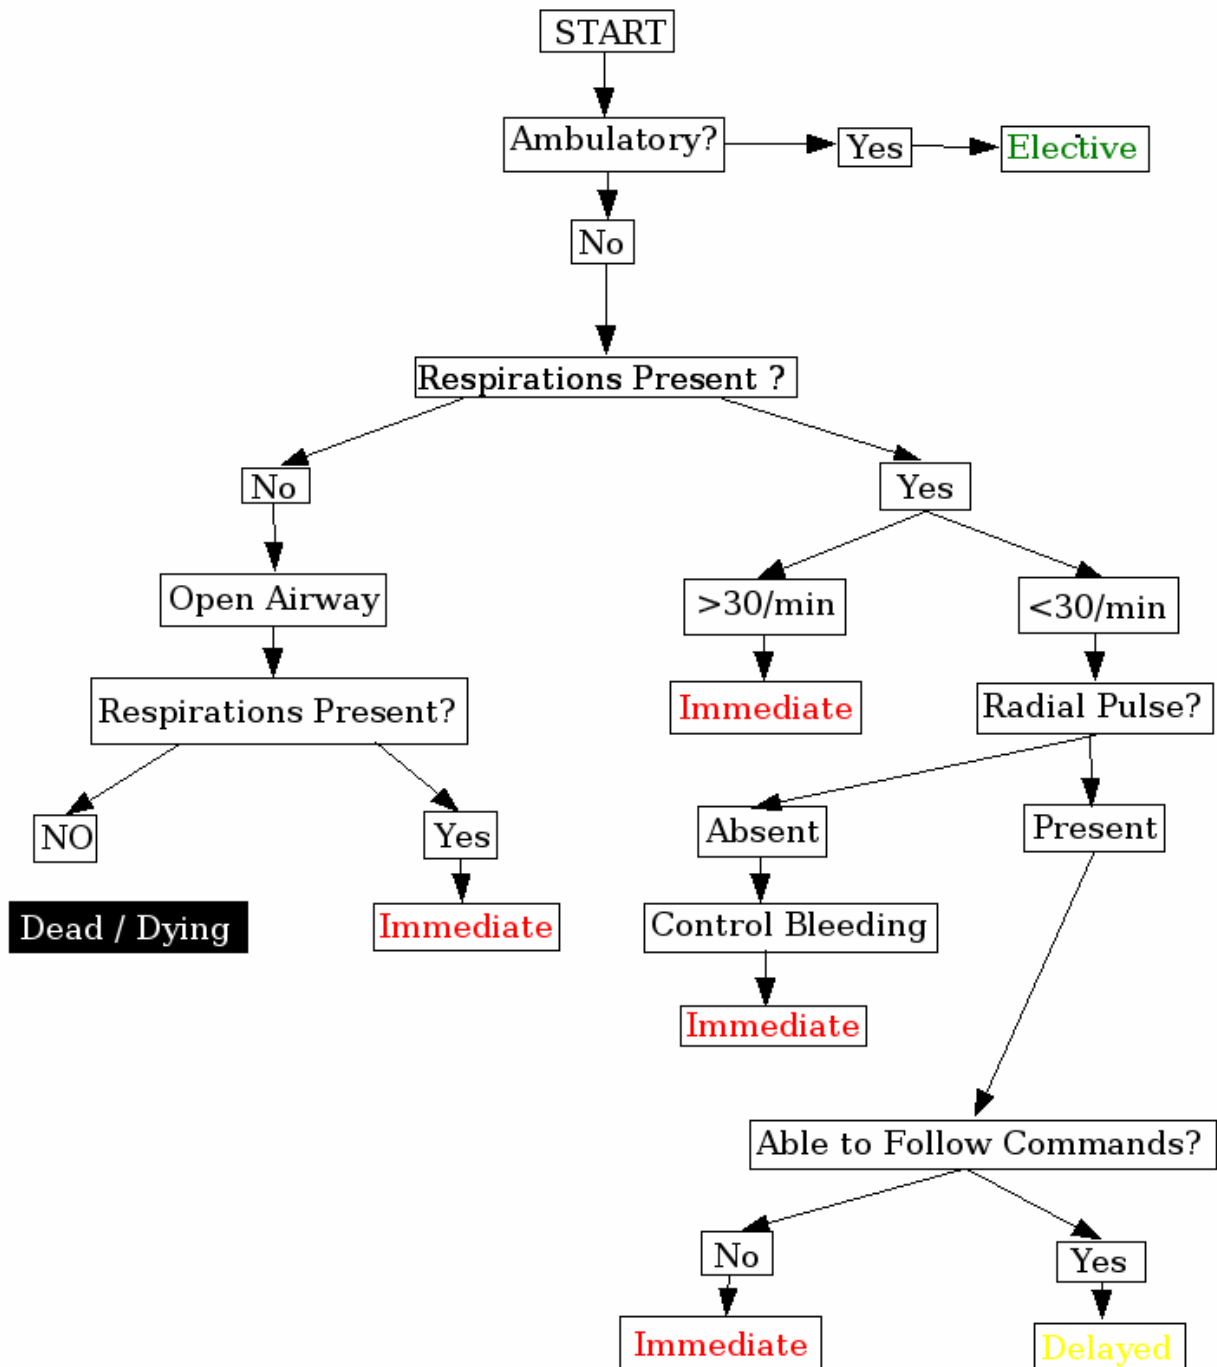 START
Ambulatory?
Yes
Elective
No
Respirations Present ?
No
Yes
Open Airway
>30/min
<30/min
Respirations Present?
Immediate
Radial Pulse?
NO
Yes
Absent
Present
Dead / Dying
Immediate
Control Bleeding
Immediate
Able to Follow Commands?
No
Yes
Immediate
Delayed